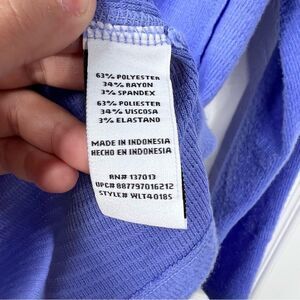 63% POLYESTER
34% RAYON
3% SPANDEX
63% POLIESTER
34% VISCOSA
3% ELASTANO
MADE IN INDONESIA
HECHO EN INDONESIA
RN# 137013
UPC# 887797016212
STYLE# WLT40185